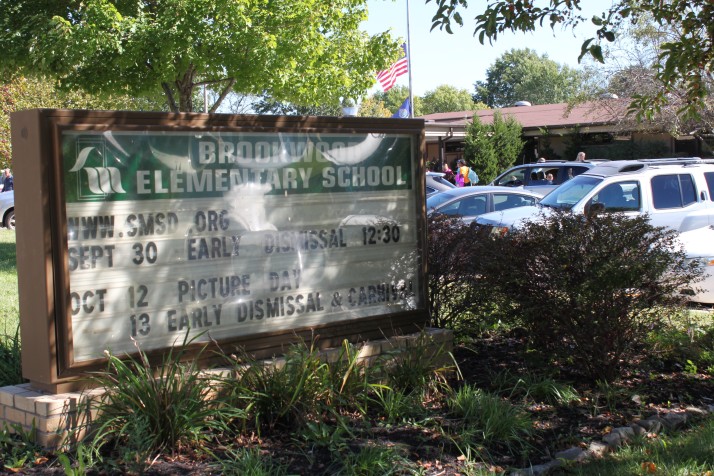 BROOKWOOD
ELEMENTARY SCHOOL
WWW.SMSD.ORG
SEPT 30 EARLY DISMISSAL 12:30
OCT 12 PICTURE DAY
13 EARLY DISMISSAL & CARNIVAL